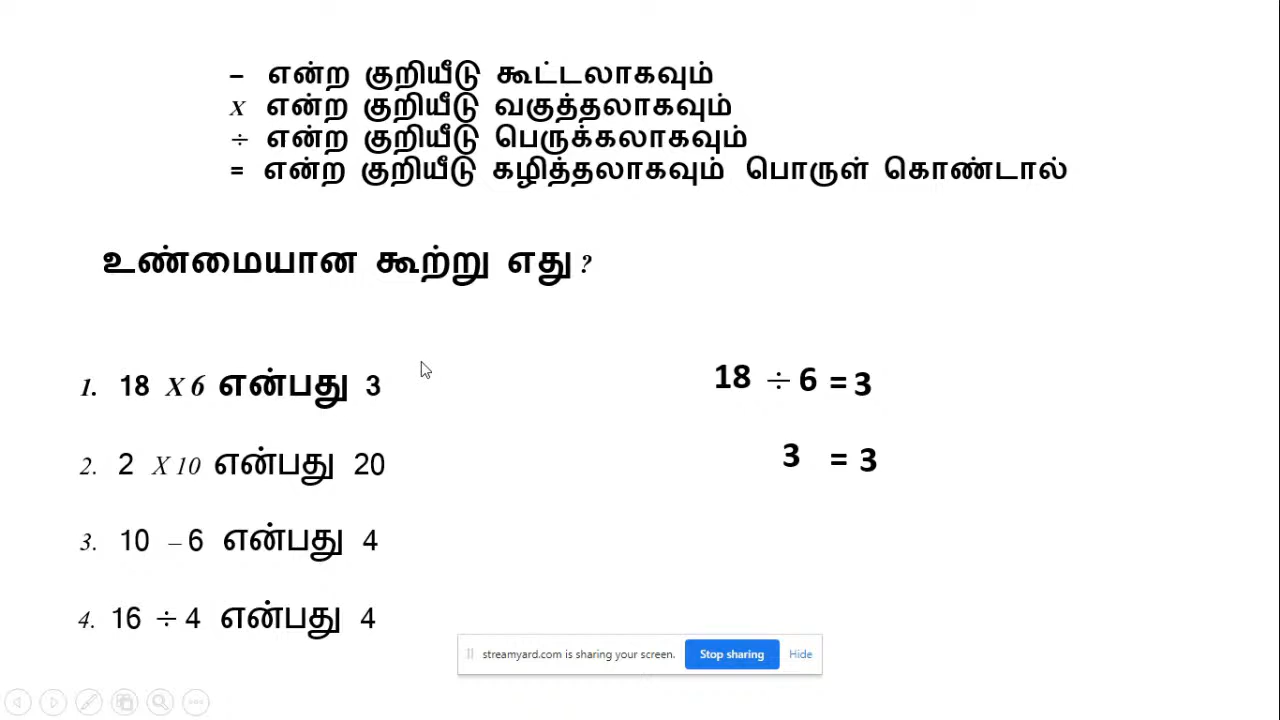 – என்ற குறியீடு கூட்டலாகவும்
X என்ற குறியீடு வகுத்தலாகவும்
÷ என்ற குறியீடு பெருக்கலாகவும்
= என்ற குறியீடு கழித்தலாகவும் பொருள் கொண்டால்
உண்மையான கூற்று எது ?
1. 18 X 6 என்பது 3
18 ÷ 6 = 3
2. 2 X 10 என்பது 20
3 = 3
3. 10 – 6 என்பது 4
4. 16 ÷ 4 என்பது 4
streamyard.com is sharing your screen. Stop sharing Hide